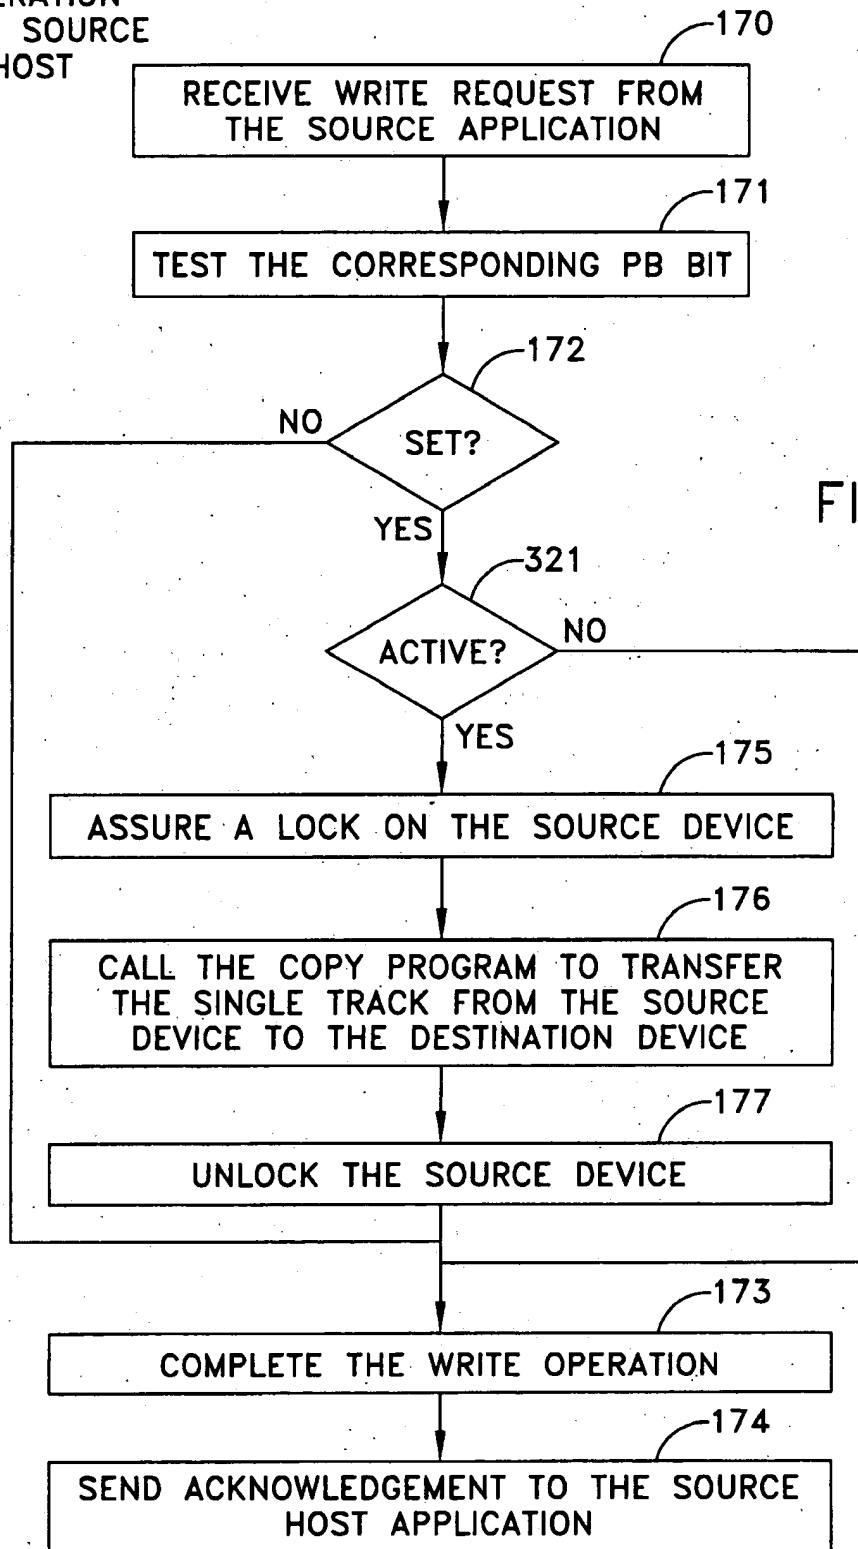 SOURCE
HOST
170
RECEIVE WRITE REQUEST FROM
THE SOURCE APPLICATION
171
TEST THE CORRESPONDING PB BIT
172
NO
SET?
YES
321
ACTIVE?
NO
YES
175
ASSURE A LOCK ON THE SOURCE DEVICE
176
CALL THE COPY PROGRAM TO TRANSFER
THE SINGLE TRACK FROM THE SOURCE
DEVICE TO THE DESTINATION DEVICE
177
UNLOCK THE SOURCE DEVICE
173
COMPLETE THE WRITE OPERATION
174
SEND ACKNOWLEDGEMENT TO THE SOURCE
HOST APPLICATION